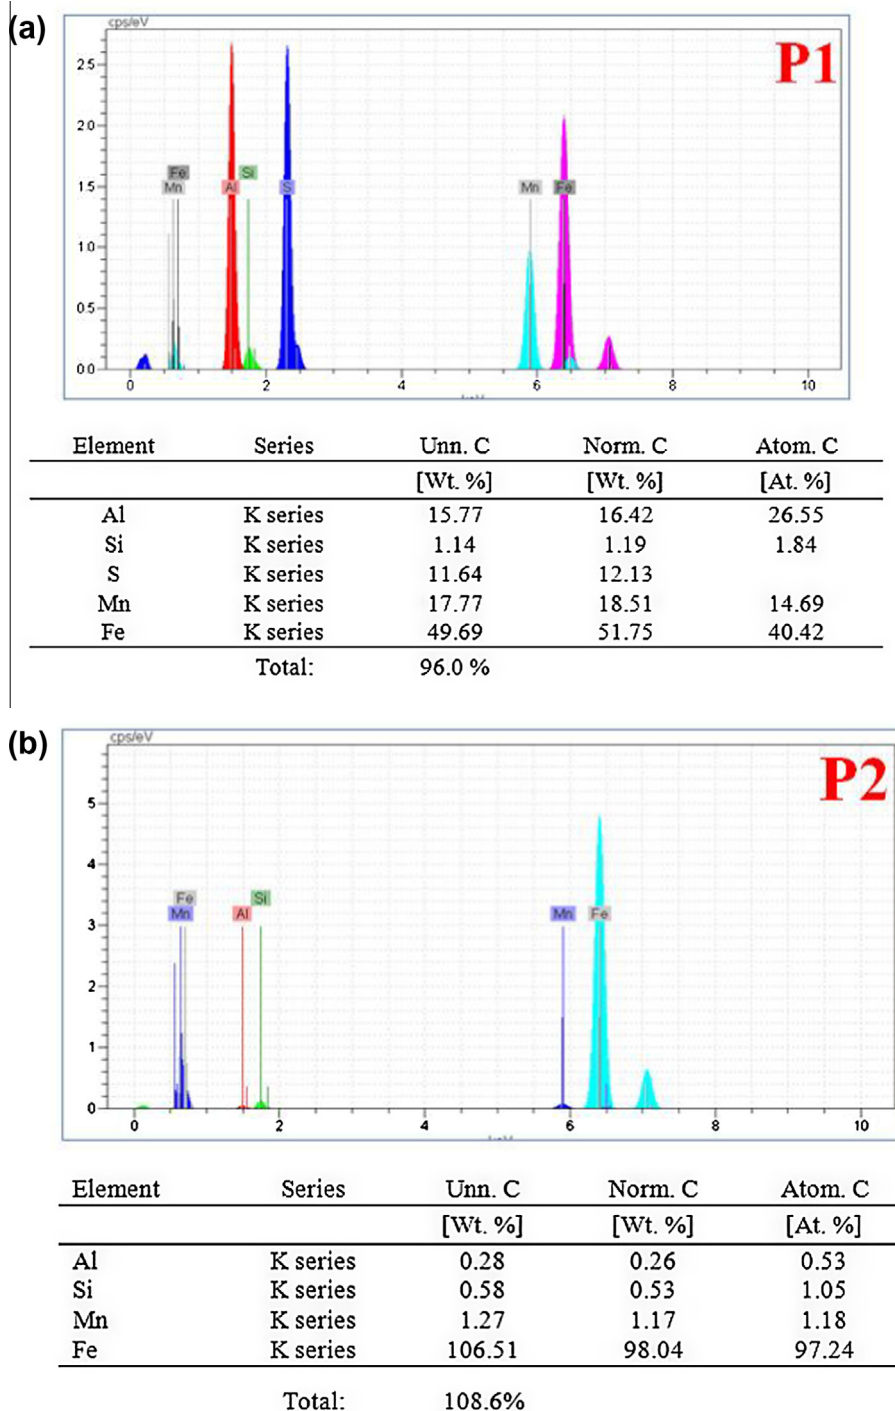 (a)
cps/eV
P1
2.5
2.0
Fe Si
Mn 1.5 Al S Mn Fe
1.0
0.5
0.0
0 2 4 6 8 10
Element Series Unn. C Norm. C Atom. C
[Wt. %] [Wt. %] [At. %]
Al K series 15.77 16.42 26.55
Si K series 1.14 1.19 1.84
S K series 11.64 12.13
Mn K series 17.77 18.51 14.69
Fe K series 49.69 51.75 40.42
Total: 96.0 %
(b)
cps/eV
P2
5
4
Fe Si
Mn Al Mn Fe
3
2
1
0
0 2 4 6 8 10
Element Series Unn. C Norm. C Atom. C
[Wt. %] [Wt. %] [At. %]
Al K series 0.28 0.26 0.53
Si K series 0.58 0.53 1.05
Mn K series 1.27 1.17 1.18
Fe K series 106.51 98.04 97.24
Total: 108.6%